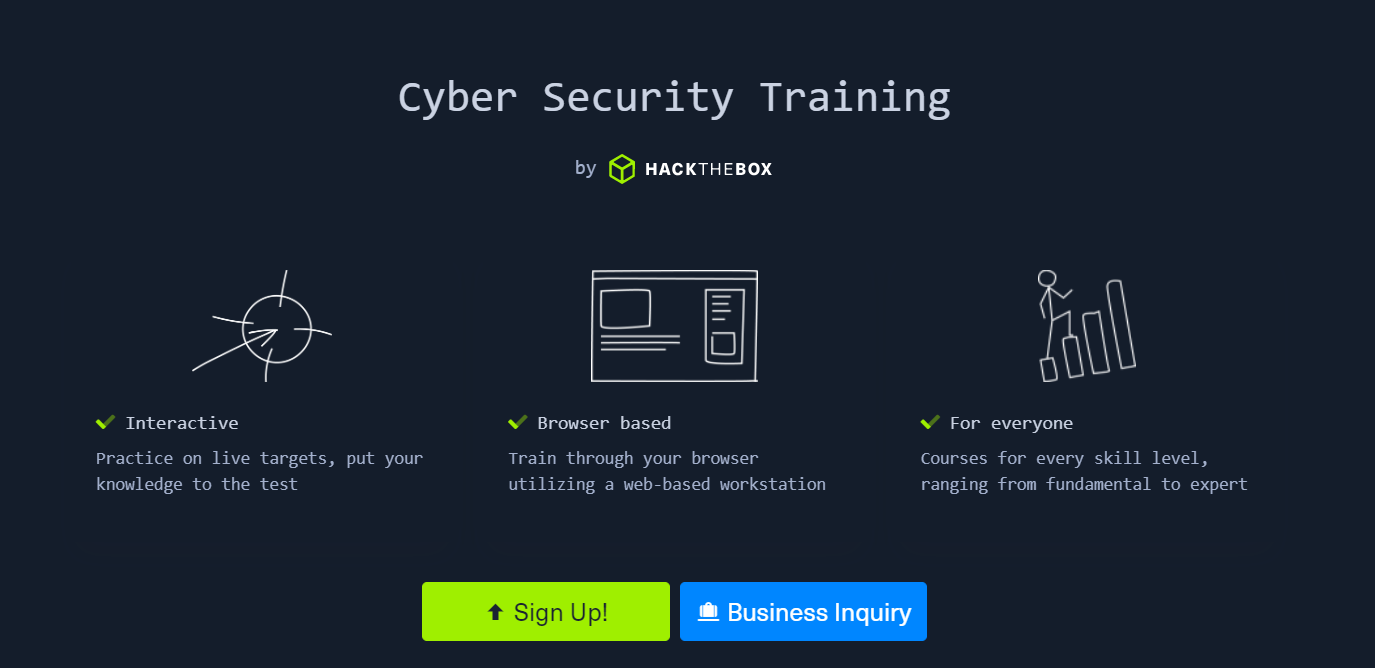 Cyber Security Training
by HACKTHEBOX
Interactive
Practice on live targets, put your
knowledge to the test
Browser based
Train through your browser
utilizing a web-based workstation
For everyone
Courses for every skill level,
ranging from fundamental to expert
Sign Up!
Business Inquiry